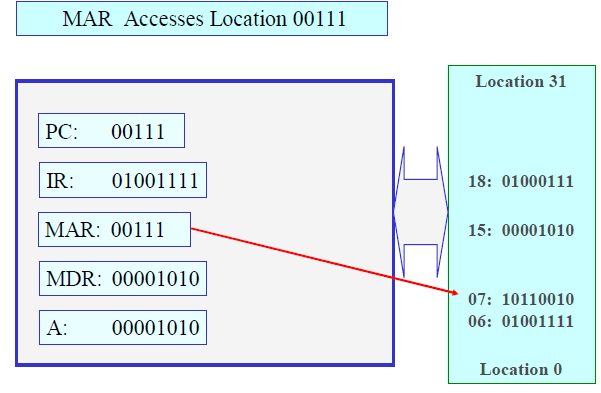 MAR Accesses Location 00111
PC: 00111
IR: 01001111
MAR: 00111
MDR: 00001010
A: 00001010
Location 31
18: 01000111
15: 00001010
07: 10110010
06: 01001111
Location 0